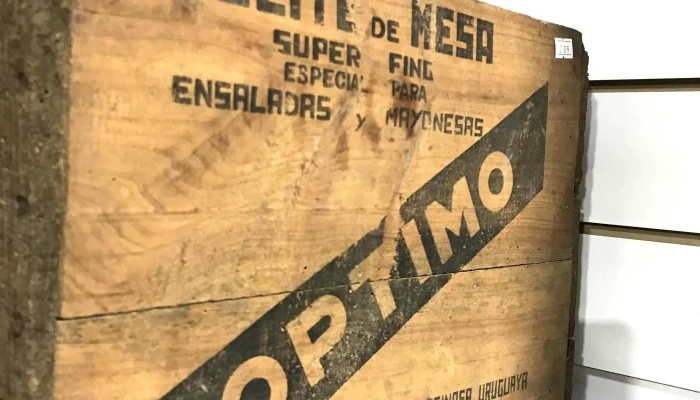 DE MESA
SUPER FINO
ESPECIAL PARA
ENSALADAS y MAYONESAS
OPTIMO
URUGUAYA